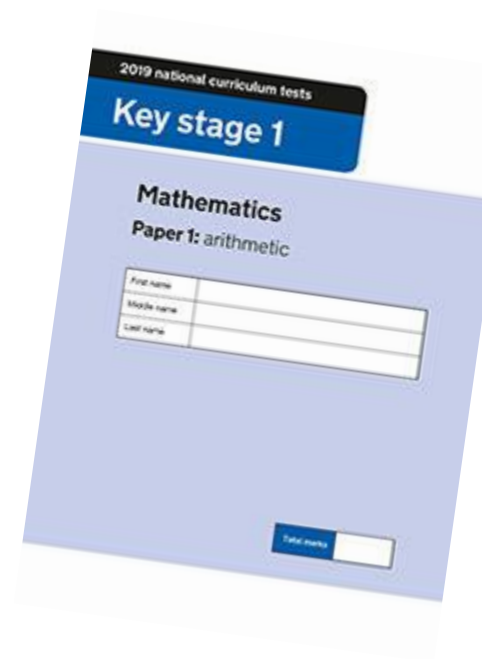 2019 national curriculum tests
Key stage 1
Mathematics
Paper 1: arithmetic
First name
Middle name
Last name
Total marks